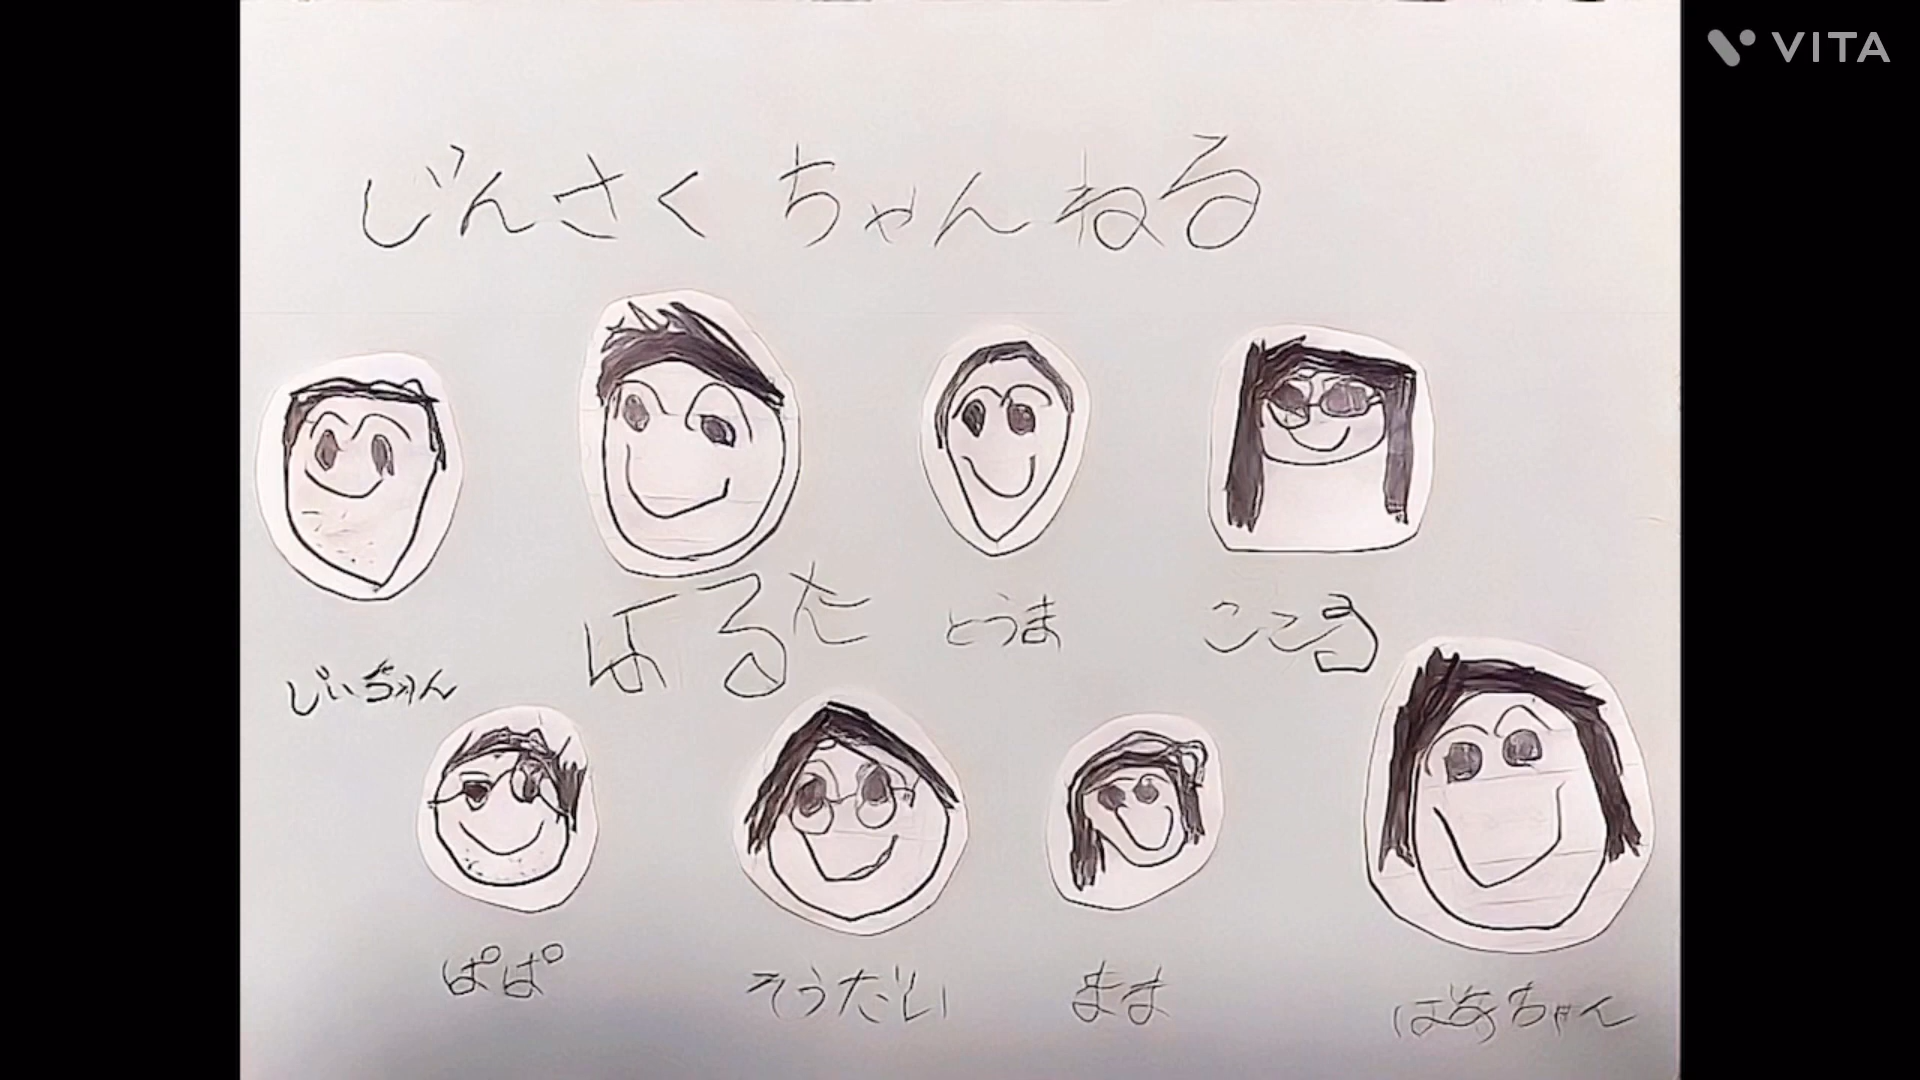 VITA
じんさくちゃんねる
じぃちゃん
はるた
とうま
こころ
ぱぱ
そうだい
まま
ばあちゃん